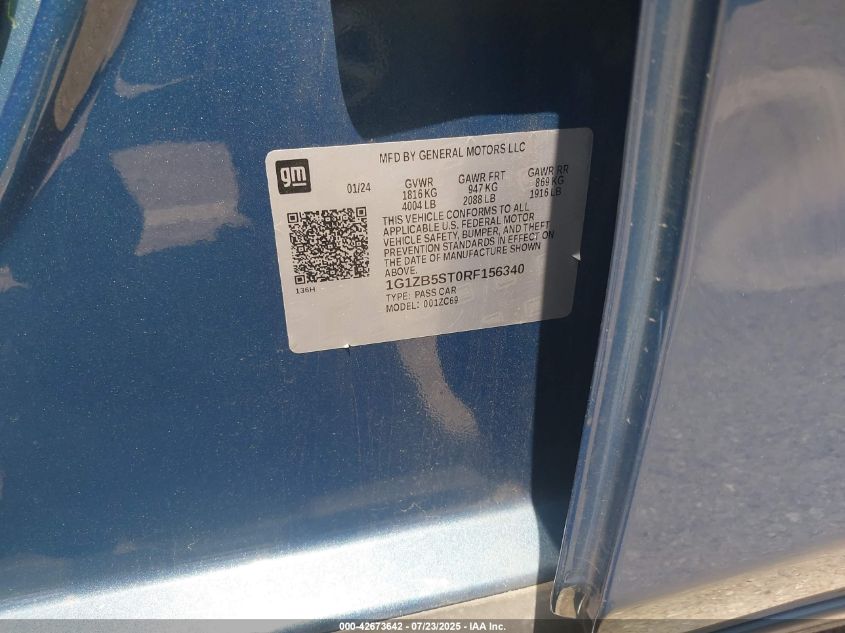 MFD BY GENERAL MOTORS LLC
gm
01/24
GVWR GAWR FRT GAWR RR
1816 KG 947 KG 869 KG
4004 LB 2088 LB 1916 LB
THIS VEHICLE CONFORMS TO ALL
APPLICABLE U.S. FEDERAL MOTOR
VEHICLE SAFETY, BUMPER, AND THEFT
PREVENTION STANDARDS IN EFFECT ON
THE DATE OF MANUFACTURE SHOWN
ABOVE.
136H
1G1ZB5ST0RF156340
TYPE: PASS CAR
MODEL: 001ZC69
000-42673642 - 07/23/2025 - IAA Inc.